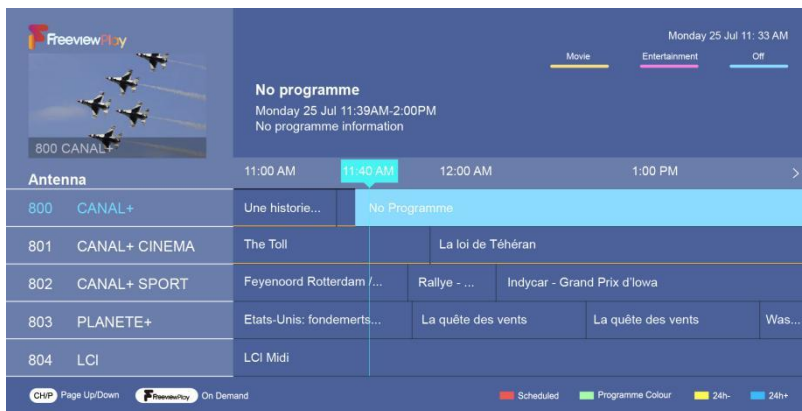 FreeviewPlay
Monday 25 Jul 11: 33 AM
Movie Entertainment Off
No programme
Monday 25 Jul 11:39AM-2:00PM
No programme information
800 CANAL+
Antenna 11:00 AM 11:40 AM 12:00 AM 1:00 PM >
800 CANAL+ Une historie... No Programme
801 CANAL+ CINEMA The Toll La loi de Téhéran
802 CANAL+ SPORT Feyenoord Rotterdam /... Rallye - ... Indycar - Grand Prix d'Iowa
803 PLANETE+ Etats-Unis: fondemerts... La quête des vents La quête des vents Was...
804 LCI LCI Midi
CH/P Page Up/Down FreeviewPlay On Demand Scheduled Programme Colour 24h- 24h+